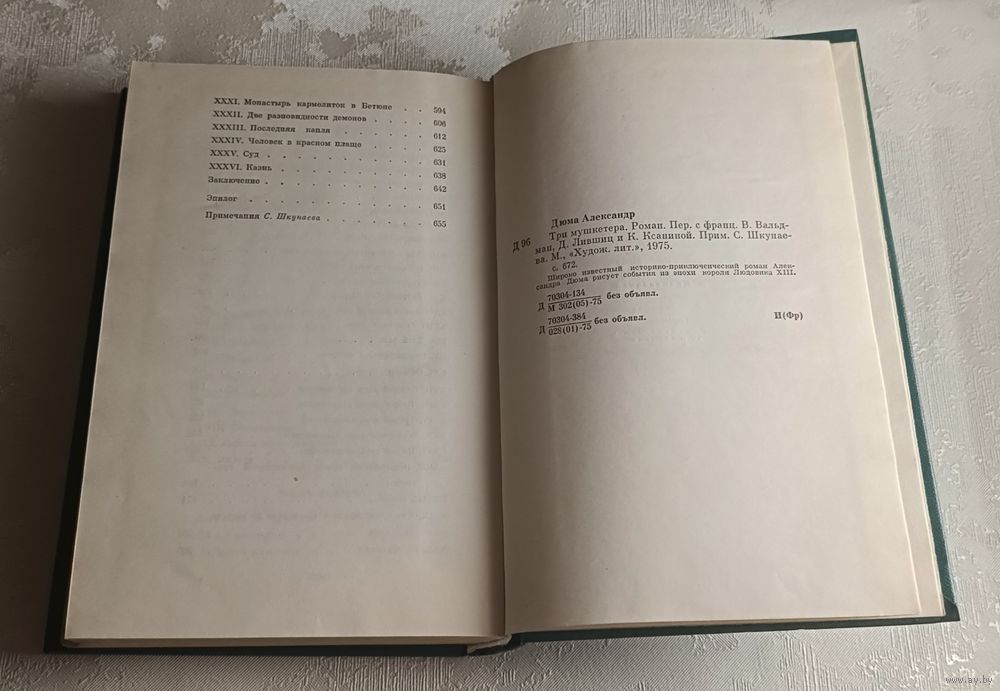 XXXI. Монастырь кармелиток в Бетюне . . 594
XXXII. Две разновидности демонов . . . . 606
XXXIII. Последняя капля . . . . . . 612
XXXIV. Человек в красном плаще . . . . 625
XXXV. Суд . . . . . . . . . . . 631
XXXVI. Казнь . . . . . . . . . . 638
Заключение . . . . . . . . . . . 642
Эпилог . . . . . . . . . . . . 651
Примечания С. Шкунаева . . . . . . . 655
Дюма Александр
Д 96 Три мушкетера. Роман. Пер. с франц. В. Вальд-
ман, Д. Лившиц и К. Ксаниной. Прим. С. Шкунае-
ва. М., «Худож. лит.», 1975.
с. 672.
Широко известный историко-приключенческий роман Алек-
сандра Дюма рисует события из эпохи короля Людовика XIII.
70304-134
Д М 302(05)-75 без объявл.
70304-384
Д 028(01)-75 без объявл. И(Фр)
www.ay.by